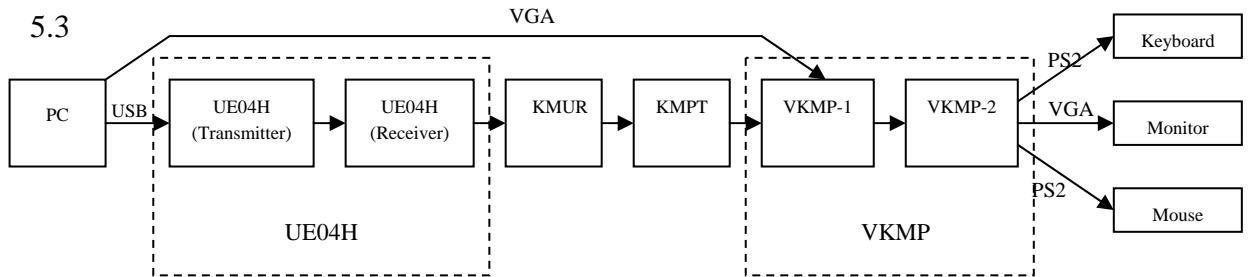 5.3
VGA
PC
USB
UE04H
(Transmitter)
UE04H
(Receiver)
UE04H
KMUR
KMPT
VKMP-1
VKMP-2
VKMP
PS2
Keyboard
VGA
Monitor
PS2
Mouse